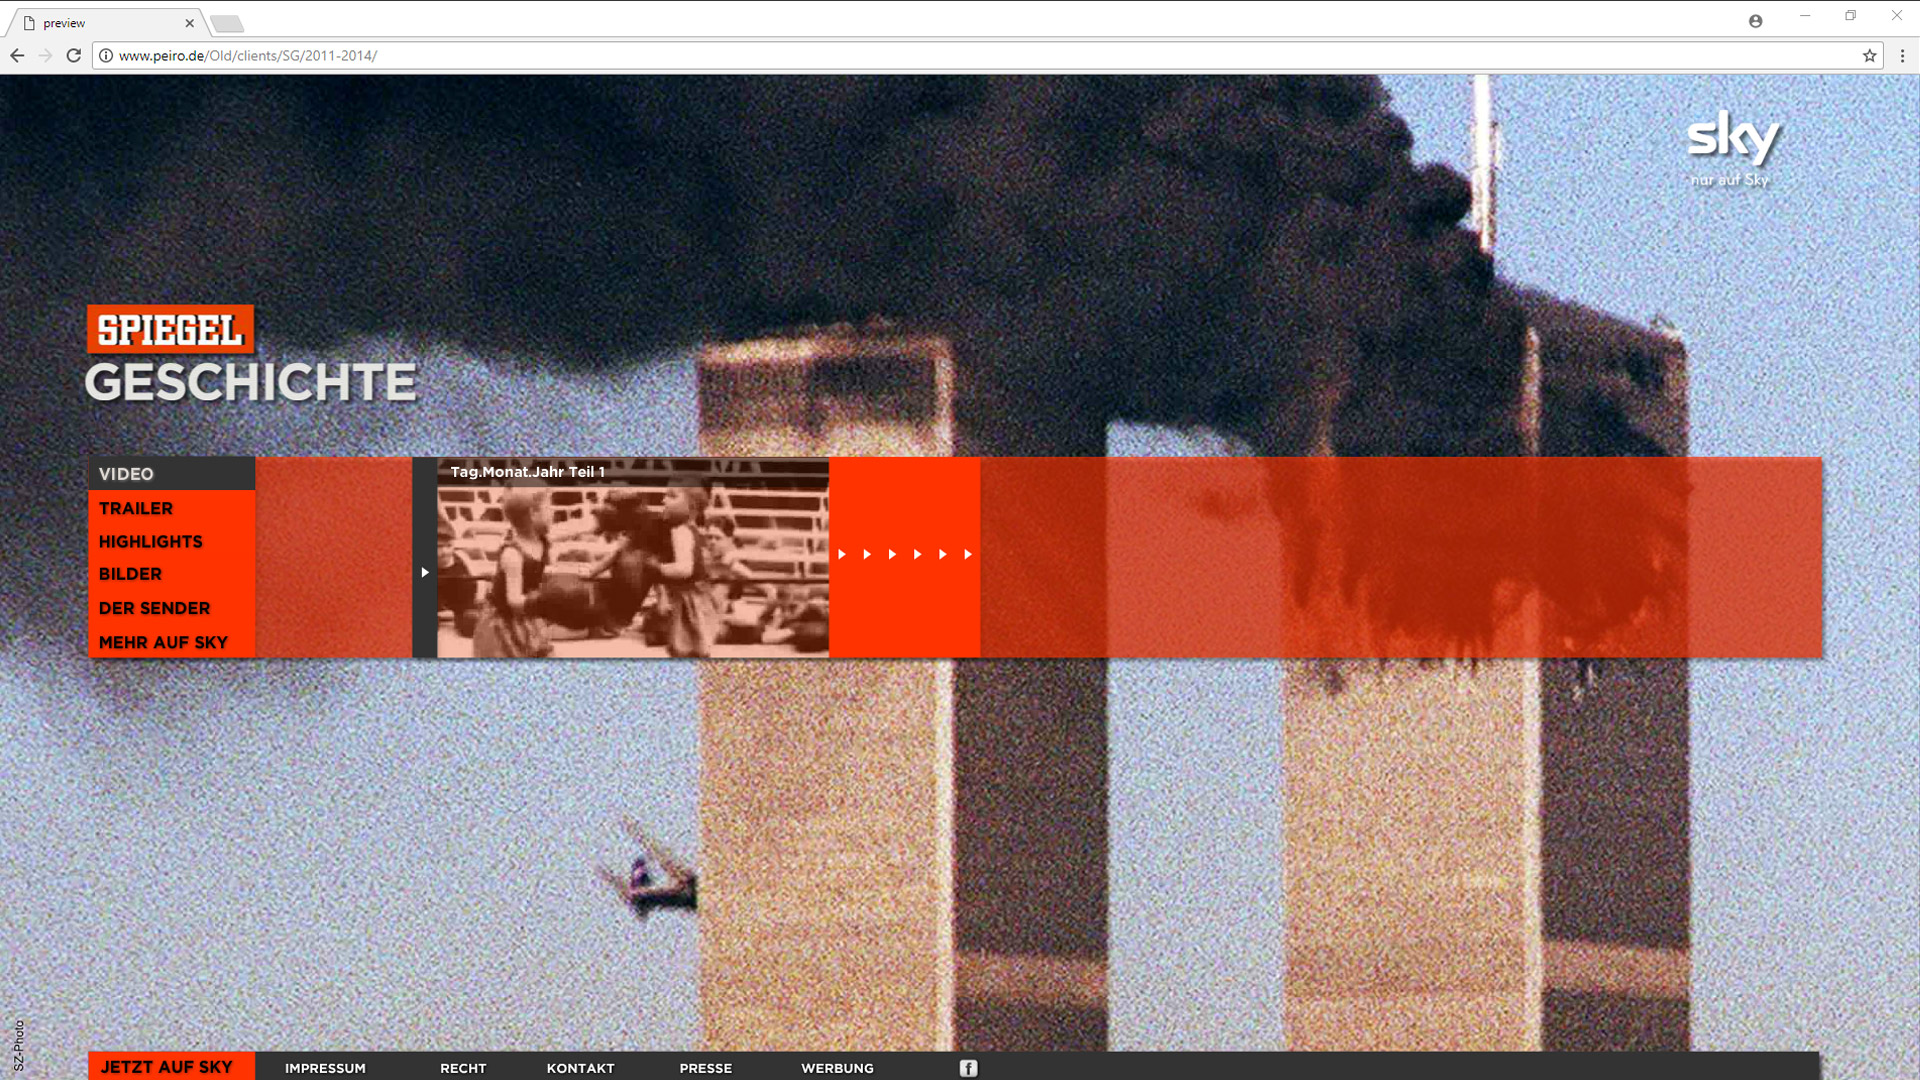 preview
www.peiro.de/Old/clients/SG/2011-2014/
sky
nur auf Sky
SPIEGEL
GESCHICHTE
VIDEO
TRAILER
HIGHLIGHTS
BILDER
DER SENDER
MEHR AUF SKY
Tag.Monat.Jahr Teil 1
SZ-Photo
JETZT AUF SKY
IMPRESSUM
RECHT
KONTAKT
PRESSE
WERBUNG
f